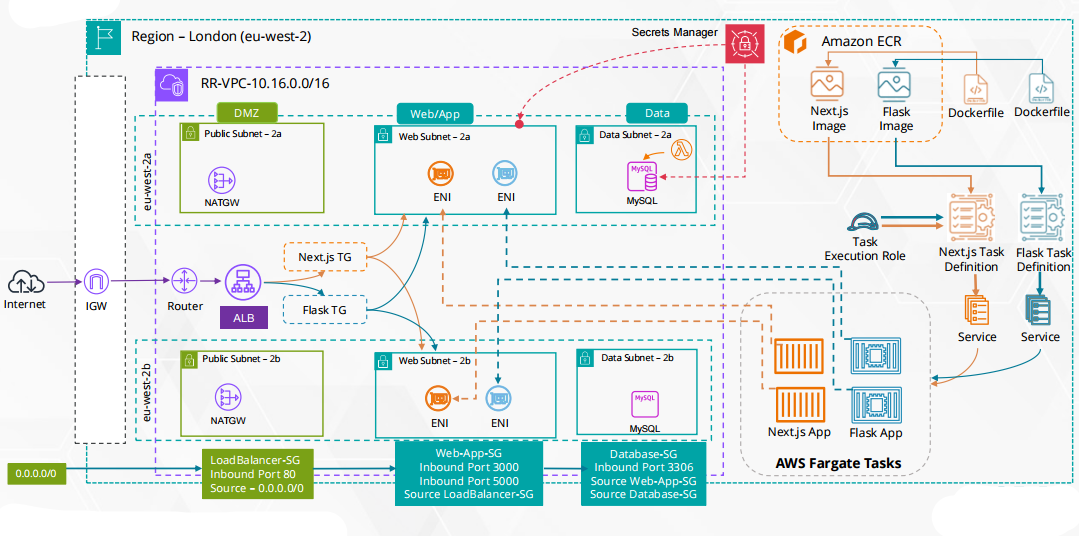 Region – London (eu-west-2)
Secrets Manager
Amazon ECR
RR-VPC-10.16.0.0/16
Next.js
Image
Flask
Image
Dockerfile
Dockerfile
DMZ
Web/App
Data
eu-west-2a
Public Subnet – 2a
NATGW
Web Subnet – 2a
ENI
ENI
Data Subnet – 2a
MySQL
MySQL
Task
Execution Role
Next.js Task
Definition
Flask Task
Definition
Internet
IGW
Router
ALB
Next.js TG
Flask TG
Service
Service
eu-west-2b
Public Subnet – 2b
NATGW
Web Subnet – 2b
ENI
ENI
Data Subnet – 2b
MySQL
MySQL
Next.js App
Flask App
AWS Fargate Tasks
0.0.0.0/0
LoadBalancer-SG
Inbound Port 80
Source – 0.0.0.0/0
Web-App-SG
Inbound Port 3000
Inbound Port 5000
Source LoadBalancer-SG
Database-SG
Inbound Port 3306
Source Web-App-SG
Source Database-SG